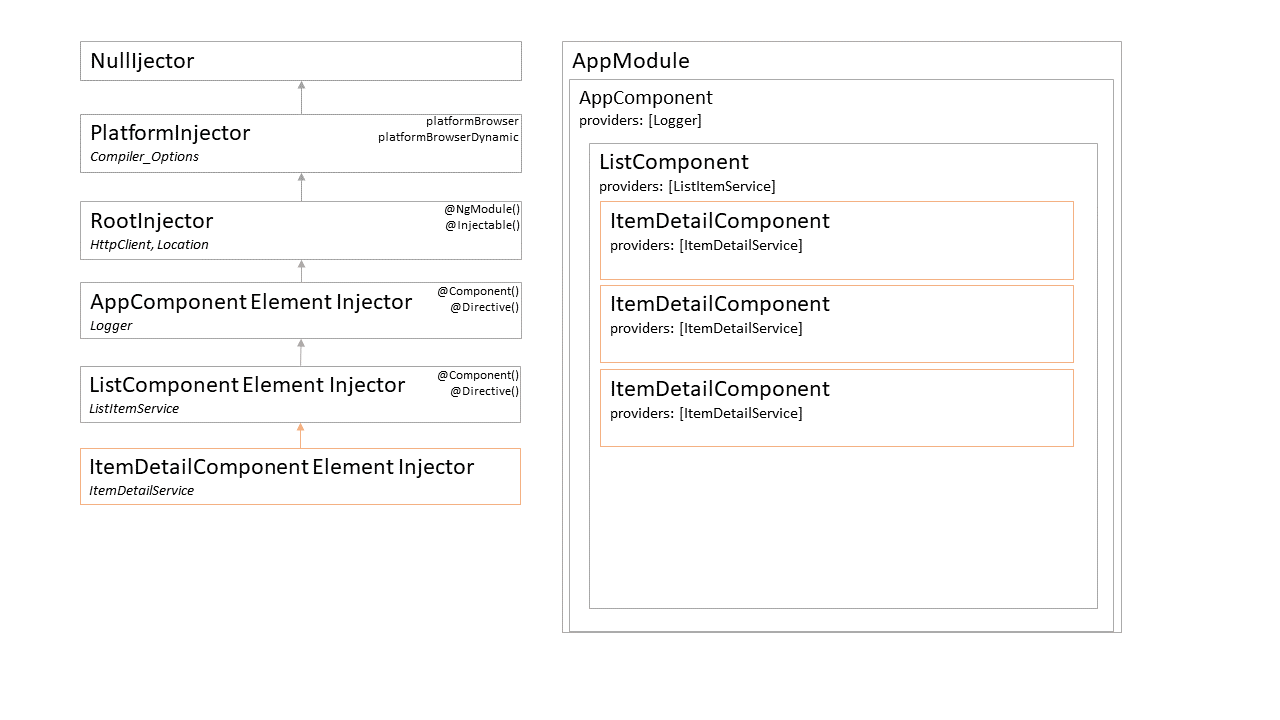 NullIjector
PlatformInjector
Compiler_Options
platformBrowser
platformBrowserDynamic
RootInjector
HttpClient, Location
@NgModule()
@Injectable()
AppComponent Element Injector
Logger
@Component()
@Directive()
ListComponent Element Injector
ListItemService
@Component()
@Directive()
ItemDetailComponent Element Injector
ItemDetailService
AppModule
AppComponent
providers: [Logger]
ListComponent
providers: [ListItemService]
ItemDetailComponent
providers: [ItemDetailService]
ItemDetailComponent
providers: [ItemDetailService]
ItemDetailComponent
providers: [ItemDetailService]